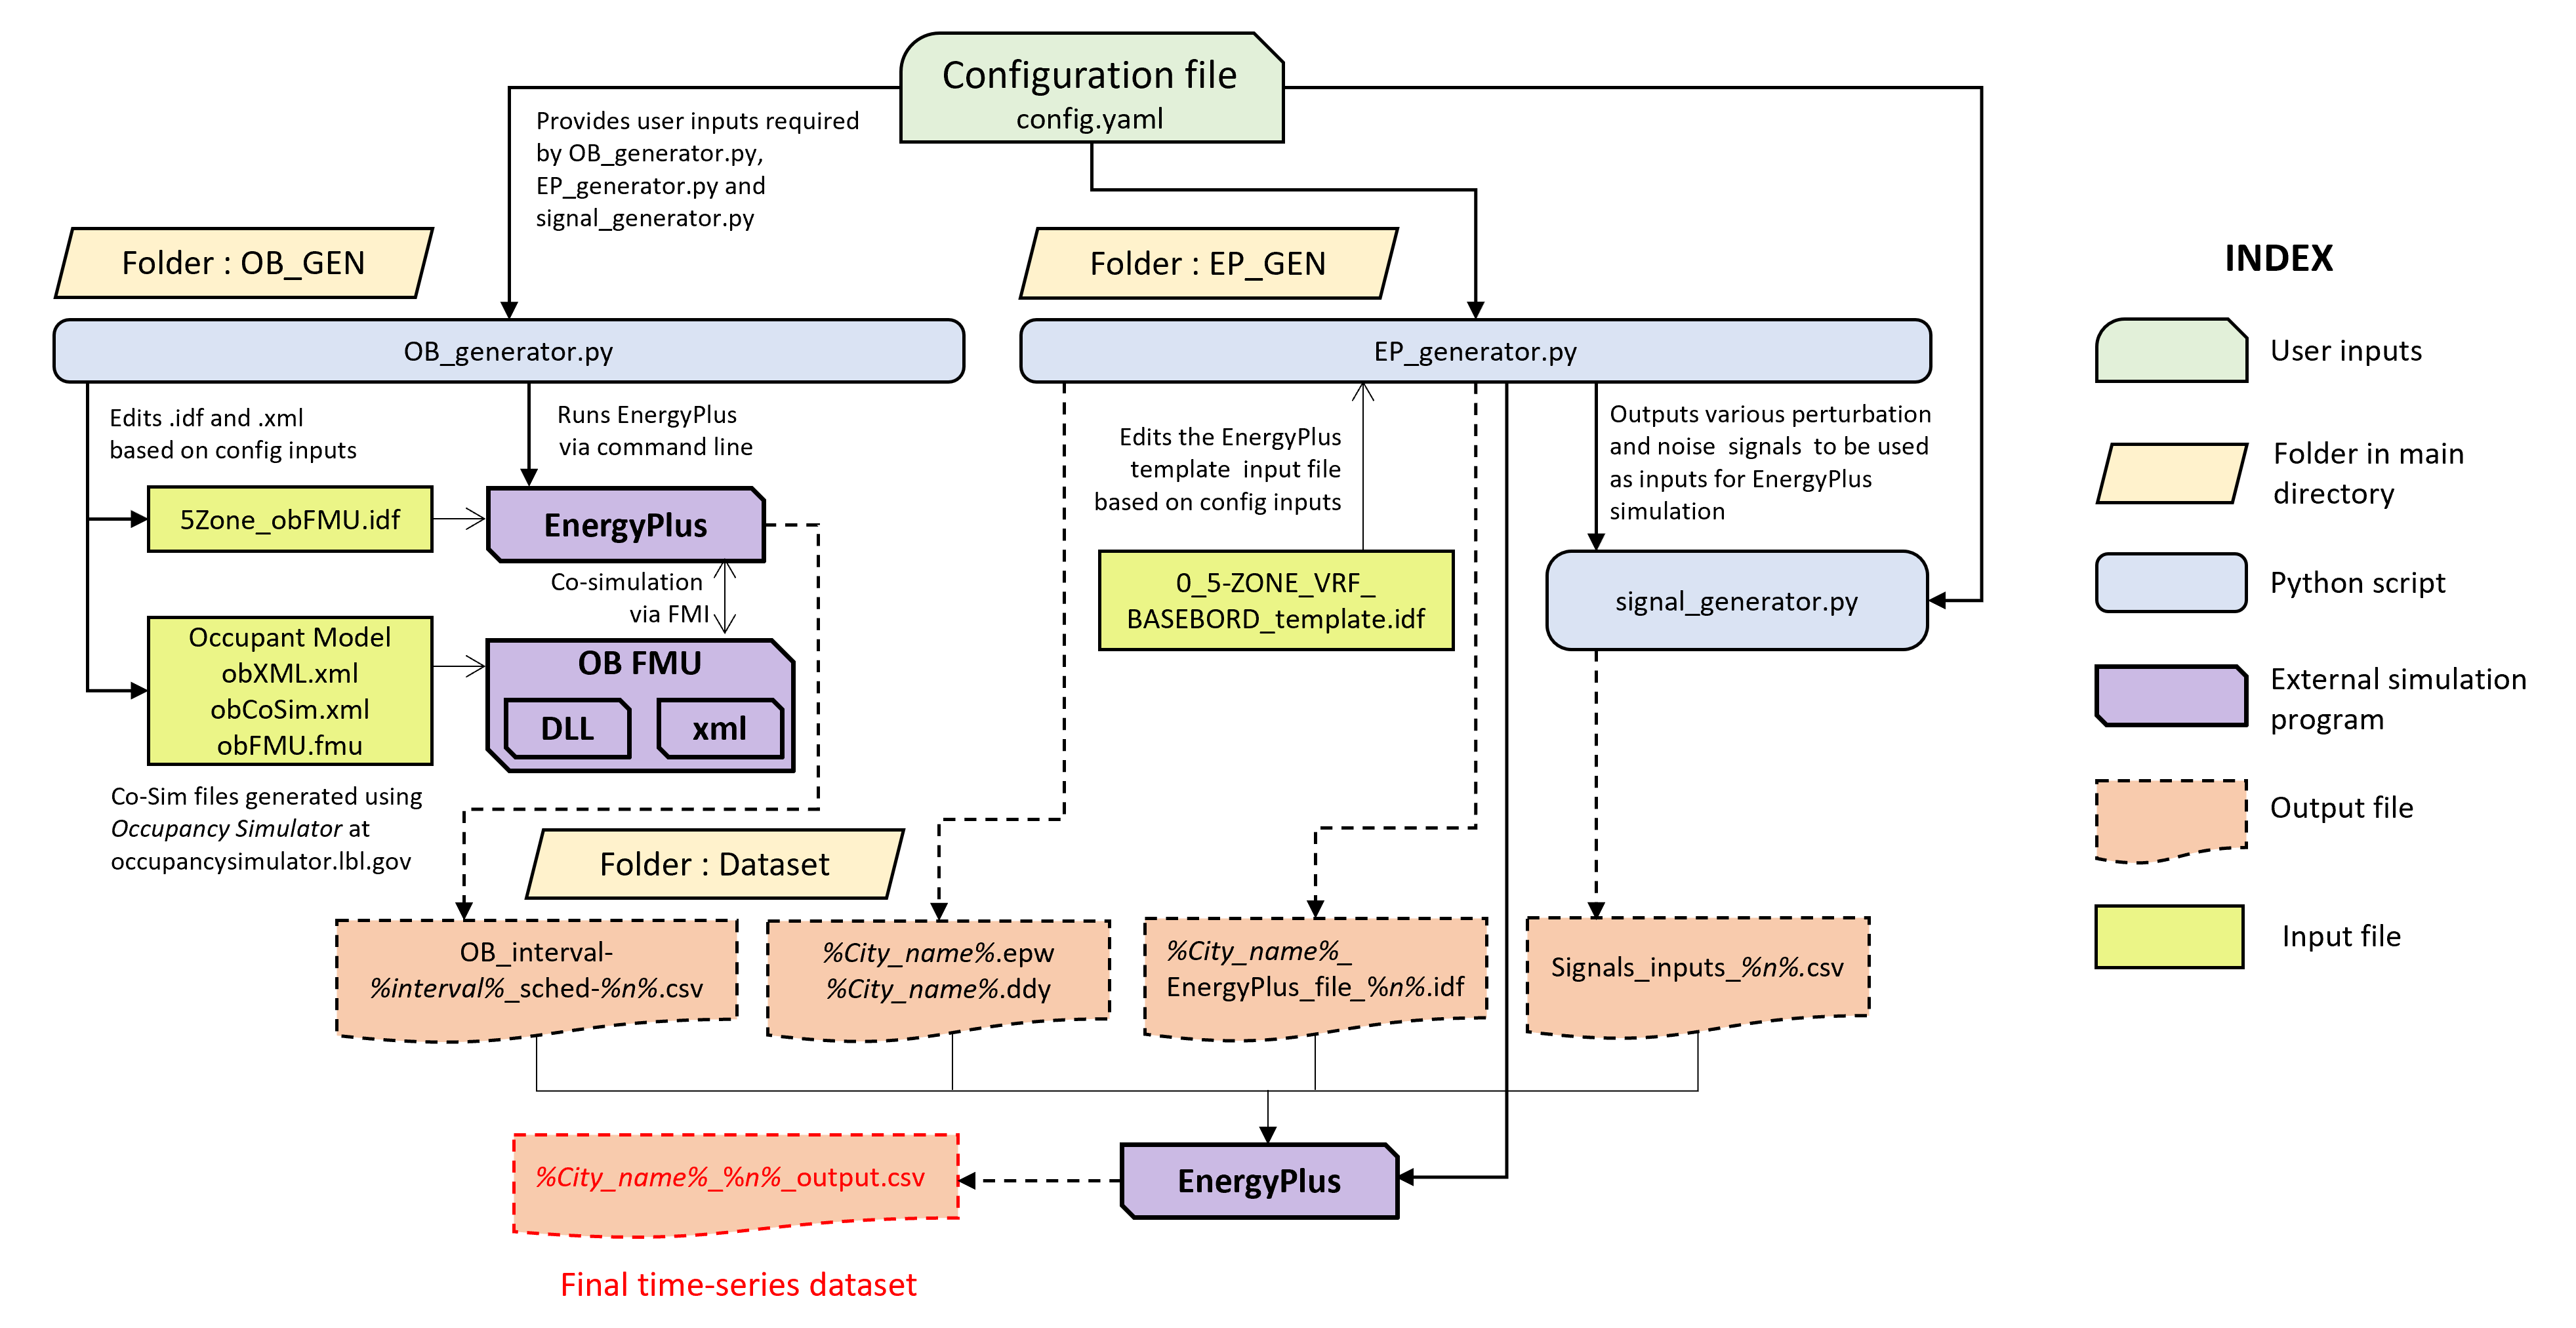 Configuration file
config.yaml
Provides user inputs required
by OB_generator.py,
EP_generator.py and
signal_generator.py
Folder : OB_GEN
Folder : EP_GEN
OB_generator.py
EP_generator.py
Edits .idf and .xml
based on config inputs
Runs EnergyPlus
via command line
5Zone_obFMU.idf
EnergyPlus
Co-simulation
via FMI
Occupant Model
obXML.xml
obCoSim.xml
obFMU.fmu
OB FMU
DLL
xml
Co-Sim files generated using
Occupancy Simulator at
occupancysimulator.lbl.gov
Edits the EnergyPlus
template input file
based on config inputs
0_5-ZONE_VRF_
BASEBORD_template.idf
Outputs various perturbation
and noise signals to be used
as inputs for EnergyPlus
simulation
signal_generator.py
Folder : Dataset
OB_interval-
%interval%_sched-%n%.csv
%City_name%.epw
%City_name%.ddy
%City_name%_
EnergyPlus_file_%n%.idf
Signals_inputs_%n%.csv
EnergyPlus
%City_name%_%n%_output.csv
Final time-series dataset
INDEX
User inputs
Folder in main
directory
Python script
External simulation
program
Output file
Input file